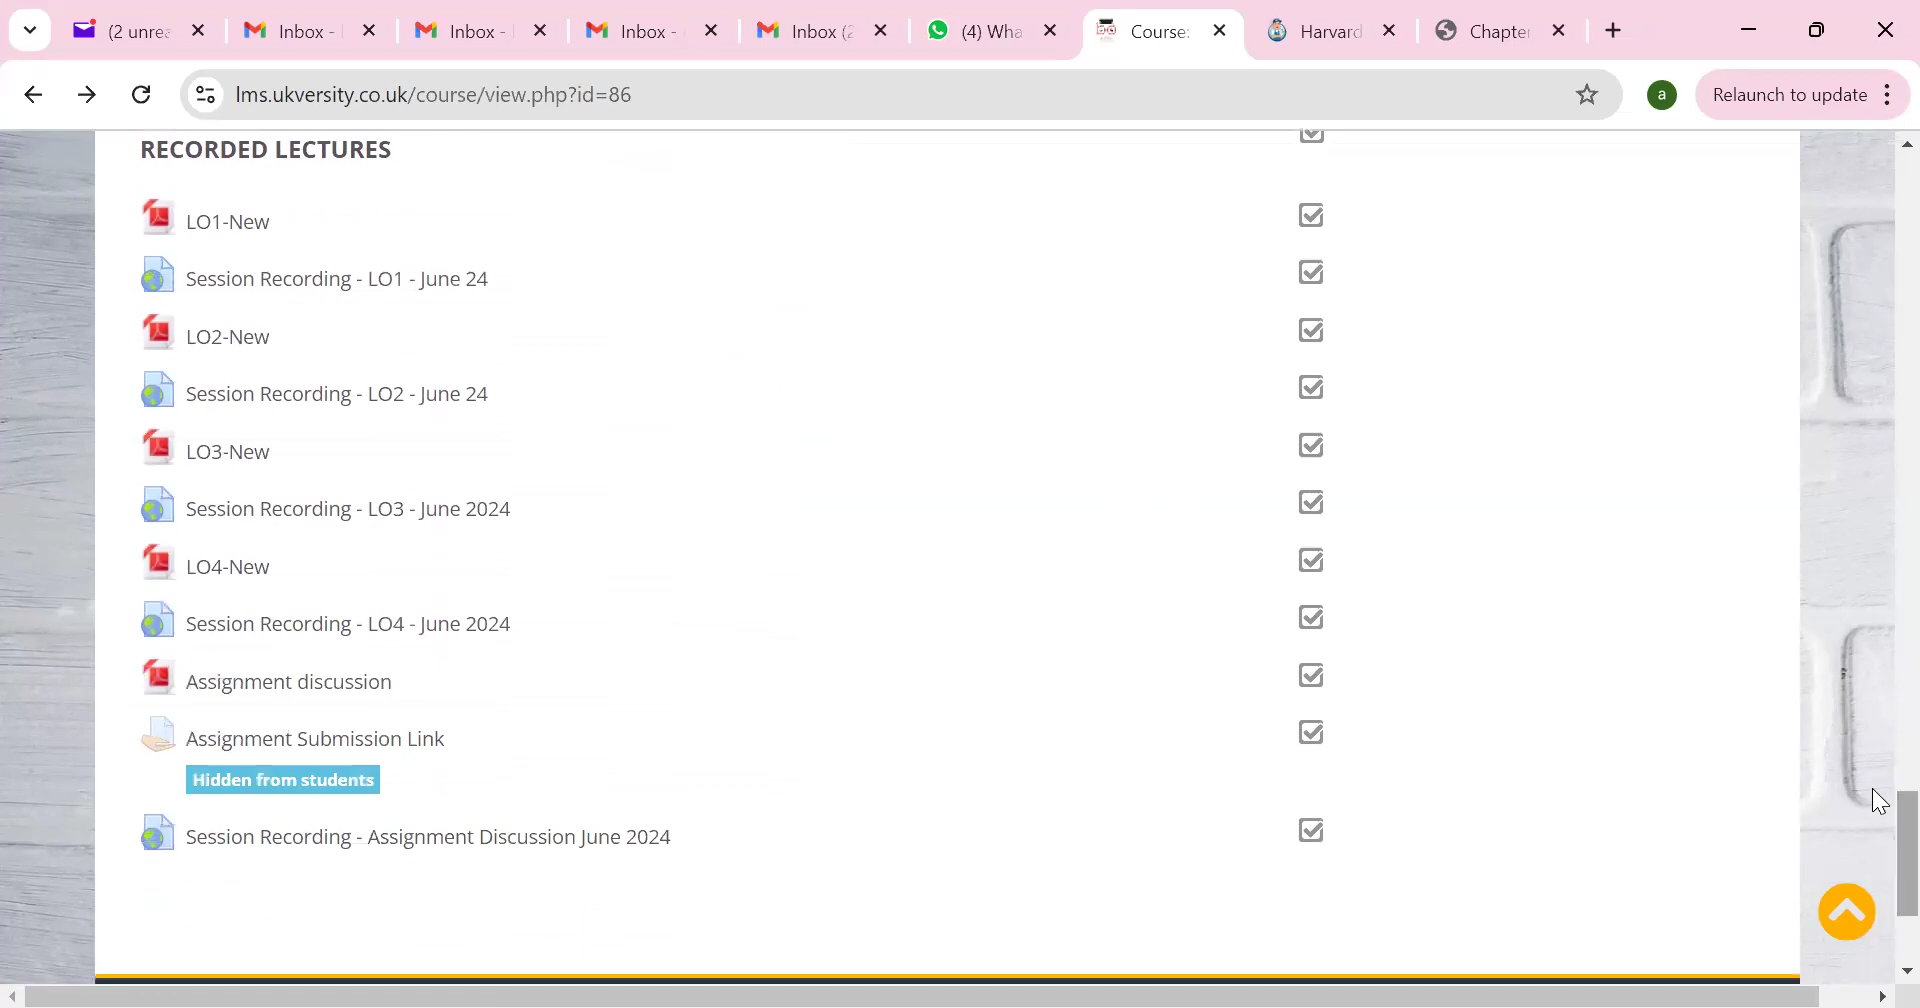 (2 unrea
Inbox -
Inbox -
Inbox -
Inbox (2
(4) Wha
Course:
Harvard
Chapter
lms.ukversity.co.uk/course/view.php?id=86
a
Relaunch to update
RECORDED LECTURES
LO1-New
Session Recording - LO1 - June 24
LO2-New
Session Recording - LO2 - June 24
LO3-New
Session Recording - LO3 - June 2024
LO4-New
Session Recording - LO4 - June 2024
Assignment discussion
Assignment Submission Link
Hidden from students
Session Recording - Assignment Discussion June 2024